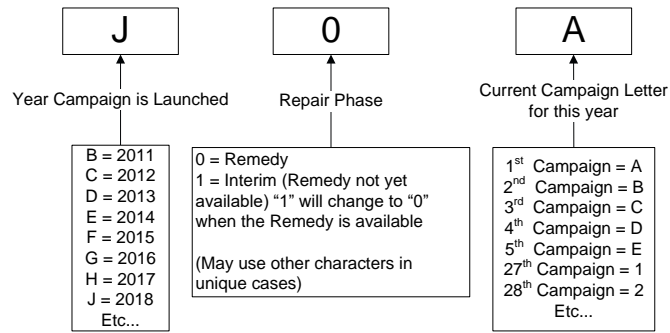 J
0
A
Year Campaign is Launched
Repair Phase
Current Campaign Letter
for this year
B = 2011
C = 2012
D = 2013
E = 2014
F = 2015
G = 2016
H = 2017
J = 2018
Etc...
0 = Remedy
1 = Interim (Remedy not yet
available) “1” will change to “0”
when the Remedy is available
(May use other characters in
unique cases)
1st Campaign = A
2nd Campaign = B
3rd Campaign = C
4th Campaign = D
5th Campaign = E
27th Campaign = 1
28th Campaign = 2
Etc...